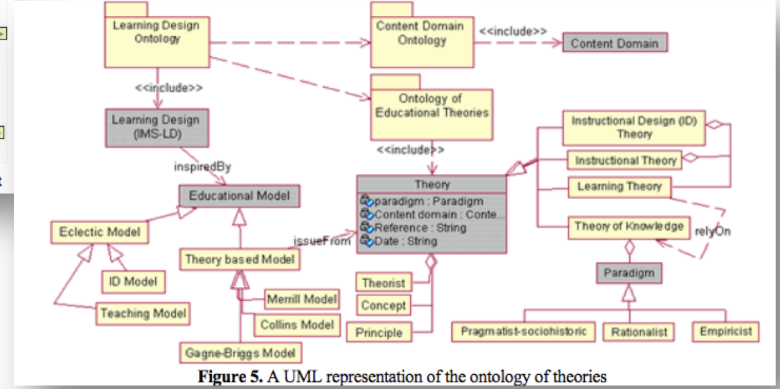 Learning Design
Ontology
Content Domain
Ontology
<<include>>
Content Domain
<<include>>
Ontology of
Educational Theories
Learning Design
(IMS-LD)
<<include>>
Instructional Design (ID)
Theory
inspiredBy
Instructional Theory
Theory
Educational Model
paradigm : Paradigm
Learning Theory
Content domain : Conte...
Reference : String
Date : String
Eclectic Model
Theory of Knowledge
relyOn
issueFrom
Theory based Model
ID Model
Theorist
Paradigm
Merrill Model
Concept
Teaching Model
Collins Model
Principle
Pragmatist-sociohistoric
Rationalist
Empiricist
Gagne-Briggs Model
Figure 5. A UML representation of the ontology of theories